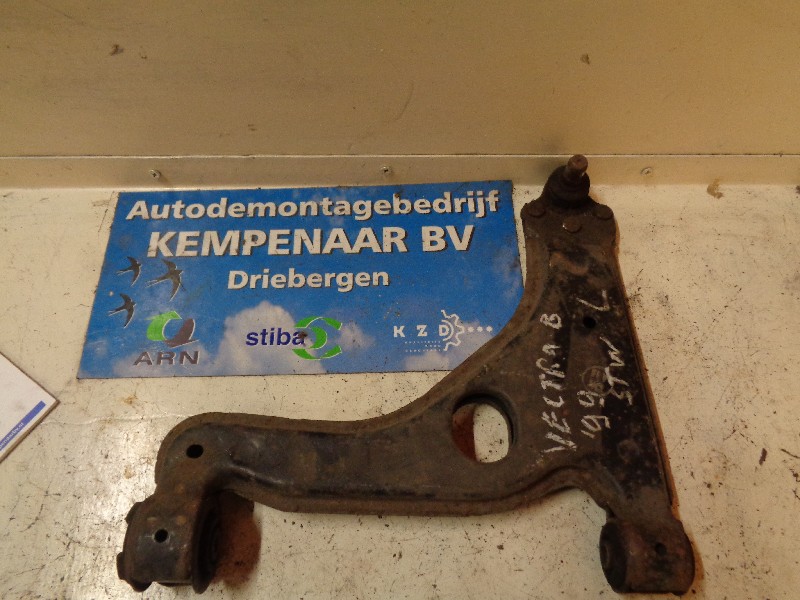 Autodemontagebedrijf
KEMPENAAR BV
Driebergen
ARN
stiba
KZD
VECTRA B
STW L